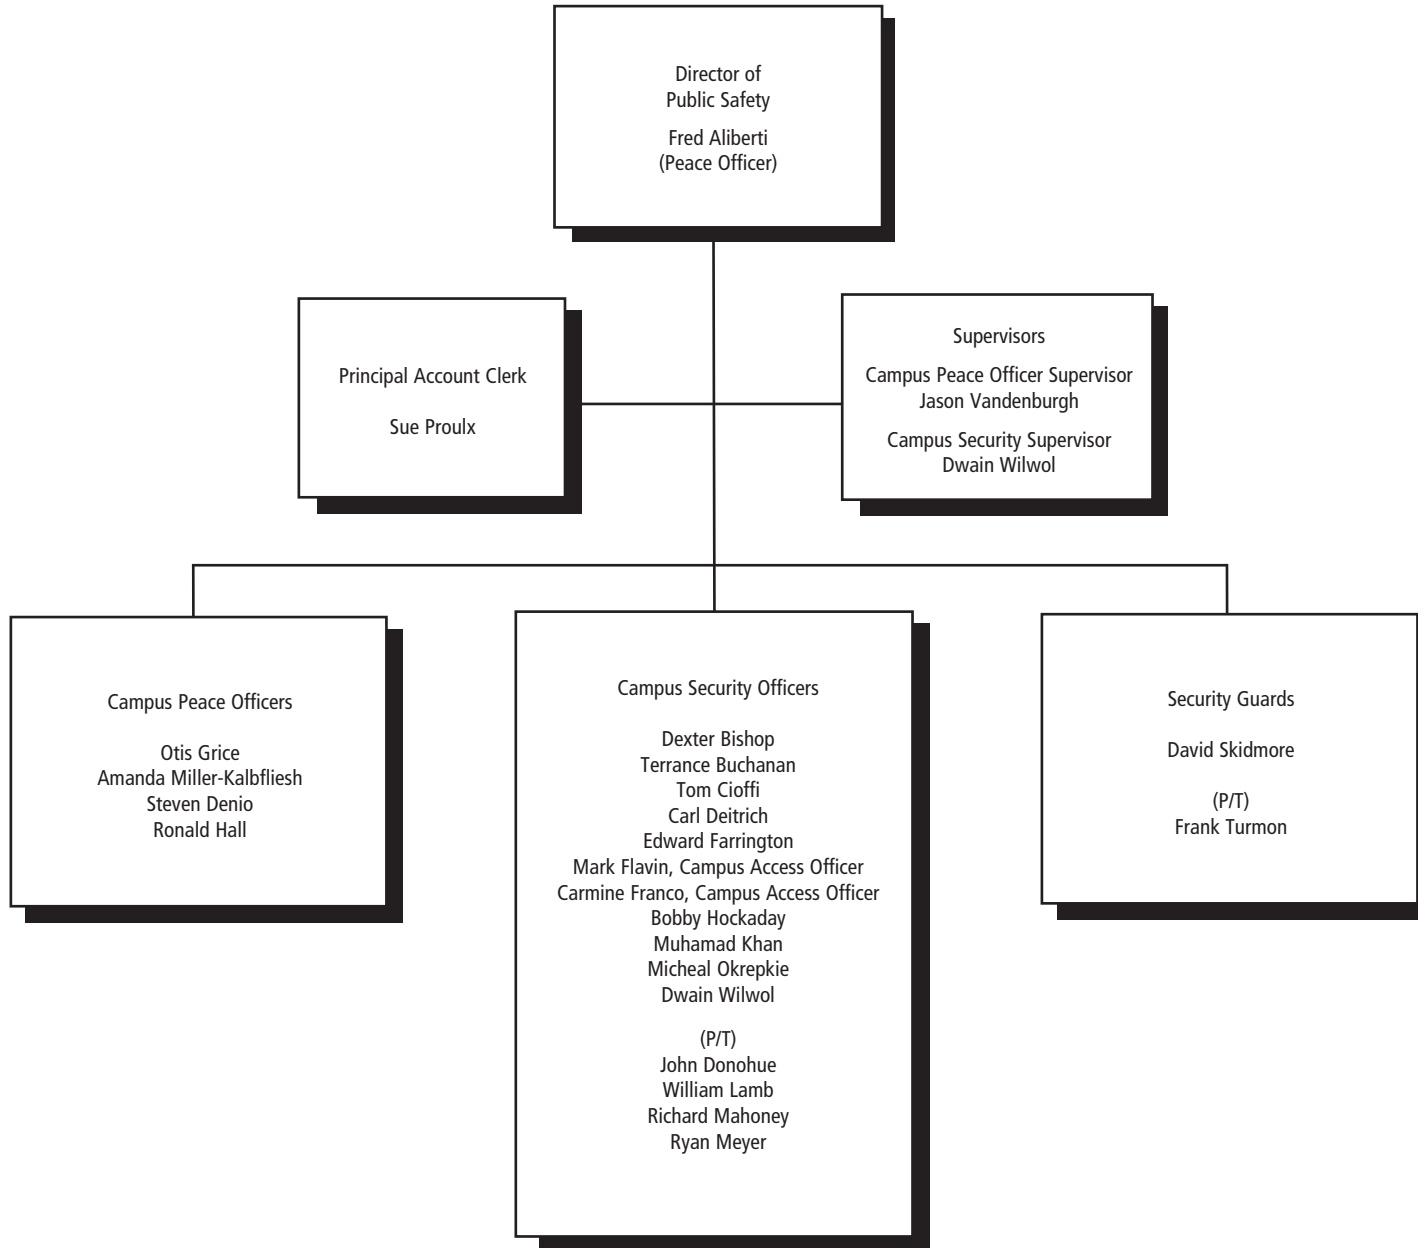 Director of
Public Safety
Fred Aliberti
(Peace Officer)
Principal Account Clerk
Sue Proulx
Supervisors
Campus Peace Officer Supervisor
Jason Vandenburgh
Campus Security Supervisor
Dwain Wilwol
Campus Peace Officers
Otis Grice
Amanda Miller-Kalbfliesh
Steven Denio
Ronald Hall
Campus Security Officers
Dexter Bishop
Terrance Buchanan
Tom Cioffi
Carl Deitrich
Edward Farrington
Mark Flavin, Campus Access Officer
Carmine Franco, Campus Access Officer
Bobby Hockaday
Muhamad Khan
Micheal Okrepkie
Dwain Wilwol
(P/T)
John Donohue
William Lamb
Richard Mahoney
Ryan Meyer
Security Guards
David Skidmore
(P/T)
Frank Turmon